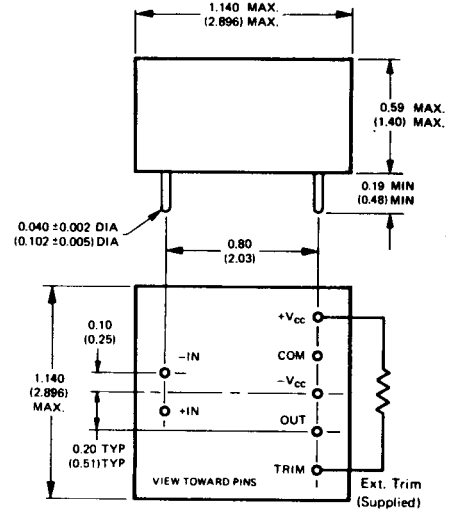 1.140 MAX.
(2.896) MAX.
0.59 MAX.
(1.40) MAX.
0.19 MIN
(0.48) MIN
0.040 ±0.002 DIA
(0.102 ±0.005) DIA
0.80
(2.03)
0.10
(0.25)
1.140
(2.896)
MAX.
0.20 TYP
(0.51) TYP
-IN
+IN
+Vcc
COM
-Vcc
OUT
TRIM
VIEW TOWARD PINS
Ext. Trim
(Supplied)